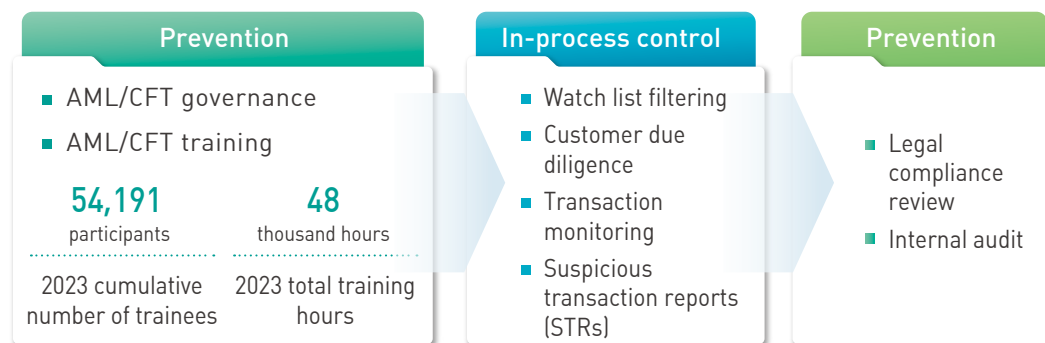 Prevention
AML/CFT governance
AML/CFT training
54,191
participants
2023 cumulative
number of trainees
48
thousand hours
2023 total training
hours
In-process control
Watch list filtering
Customer due
diligence
Transaction
monitoring
Suspicious
transaction reports
(STRs)
Prevention
Legal
compliance
review
Internal audit